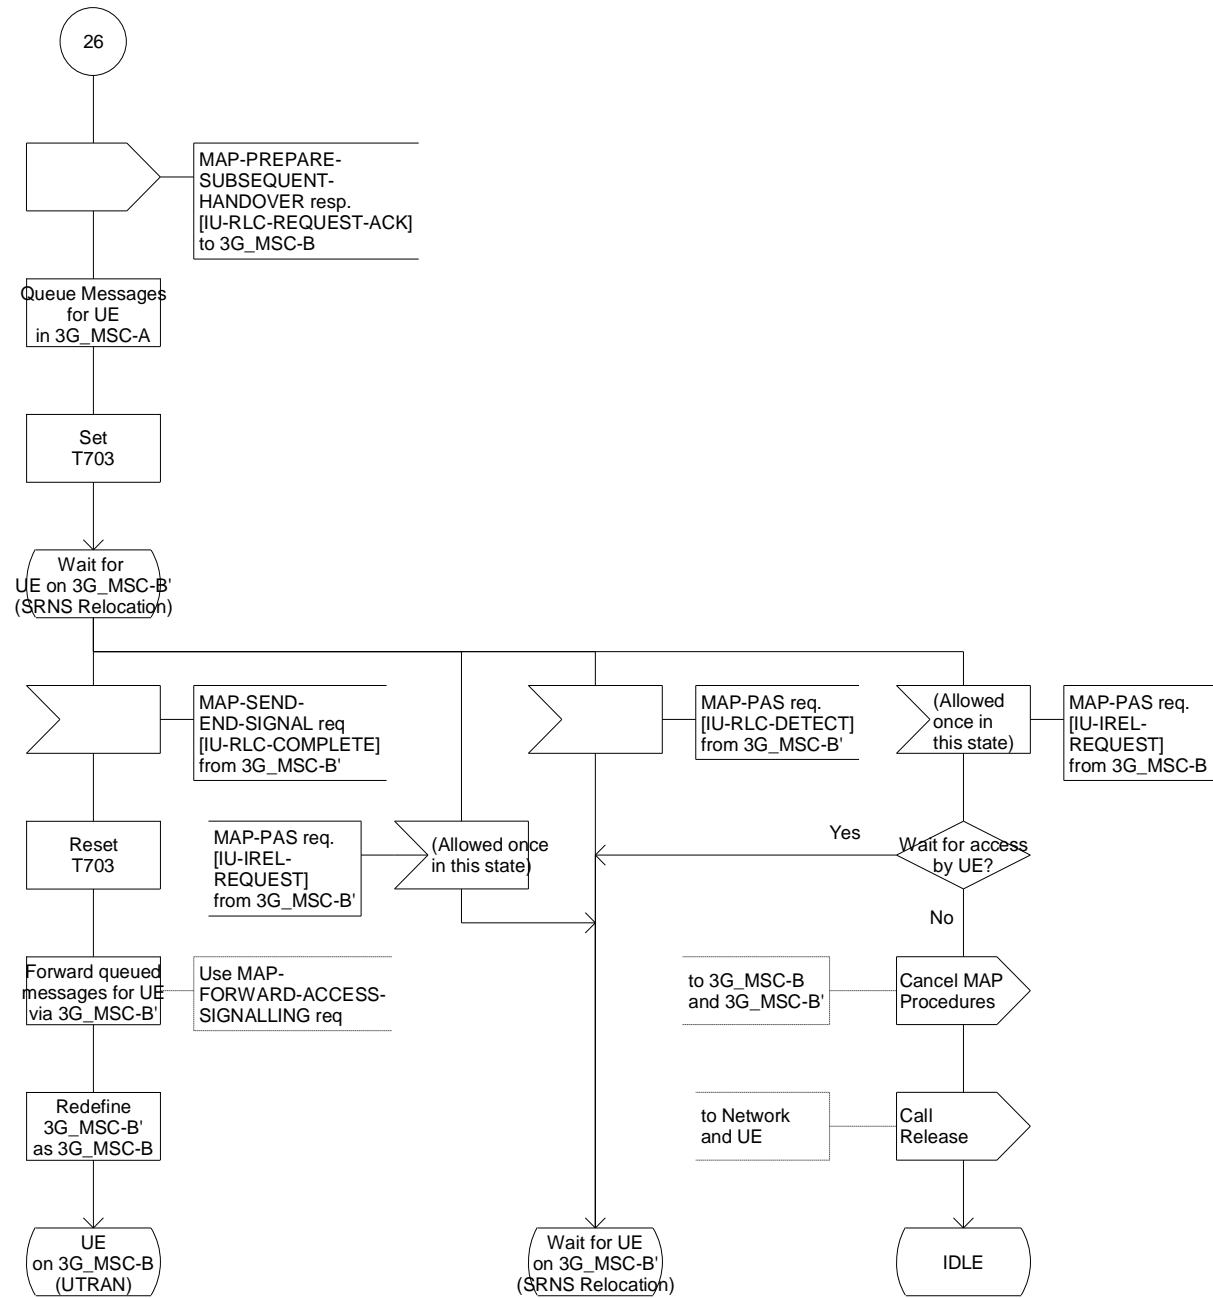 26
MAP-PREPARE-
SUBSEQUENT-
HANDOVER resp.
[IU-RLC-REQUEST-ACK]
to 3G_MSC-B
Queue Messages
for UE
in 3G_MSC-A
Set
T703
Wait for
UE on 3G_MSC-B'
(SRNS Relocation)
MAP-SEND-
END-SIGNAL req
[IU-RLC-COMPLETE]
from 3G_MSC-B'
MAP-PAS req.
[IU-RLC-DETECT]
from 3G_MSC-B'
(Allowed
once in
this state)
MAP-PAS req.
[IU-IREL-
REQUEST]
from 3G_MSC-B
Reset
T703
MAP-PAS req.
[IU-IREL-
REQUEST]
from 3G_MSC-B'
(Allowed once
in this state)
Yes
Wait for access
by UE?
No
Forward queued
messages for UE
via 3G_MSC-B'
Use MAP-
FORWARD-ACCESS-
SIGNALLING req
to 3G_MSC-B
and 3G_MSC-B'
Cancel MAP
Procedures
Redefine
3G_MSC-B'
as 3G_MSC-B
to Network
and UE
Call
Release
UE
on 3G_MSC-B
(UTRAN)
Wait for UE
on 3G_MSC-B'
(SRNS Relocation)
IDLE